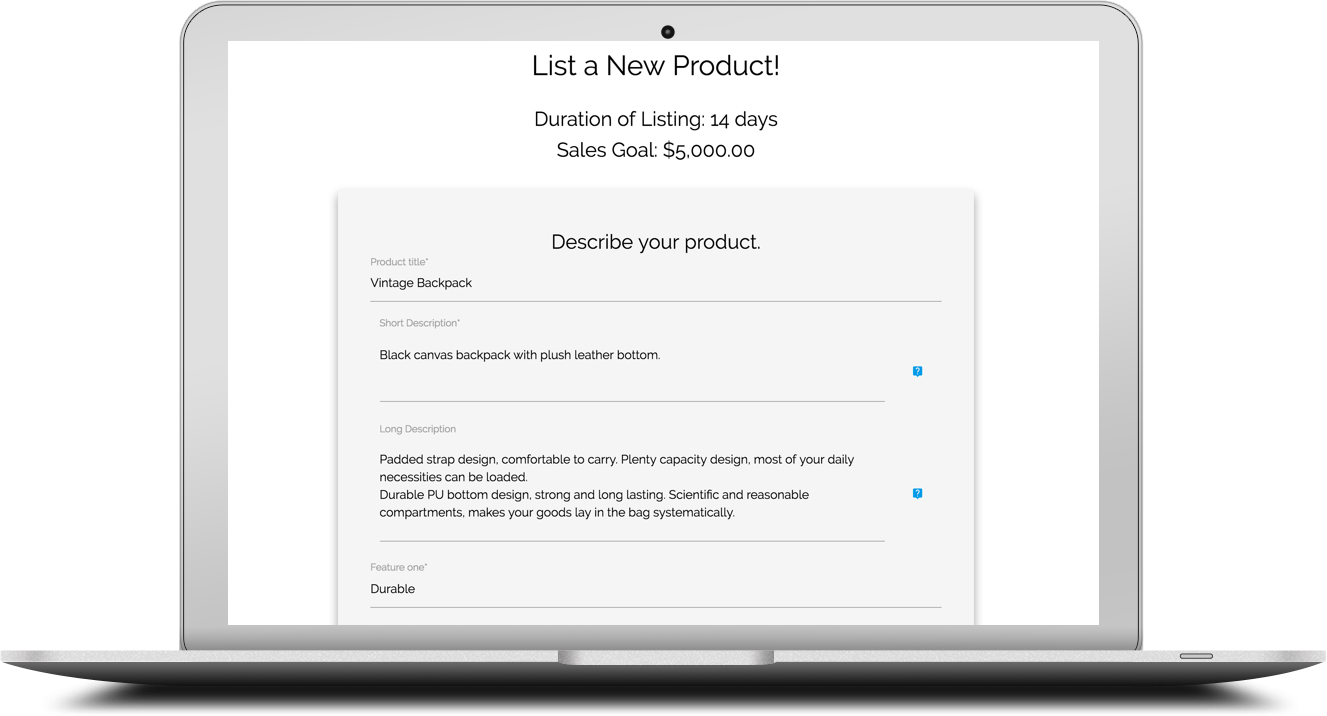 List a New Product!
Duration of Listing: 14 days
Sales Goal: $5,000.00
Describe your product.
Product title*
Vintage Backpack
Short Description*
Black canvas backpack with plush leather bottom.
?
Long Description
Padded strap design, comfortable to carry. Plenty capacity design, most of your daily
necessities can be loaded.
Durable PU bottom design, strong and long lasting. Scientific and reasonable
?
compartments, makes your goods lay in the bag systematically.
Feature one*
Durable